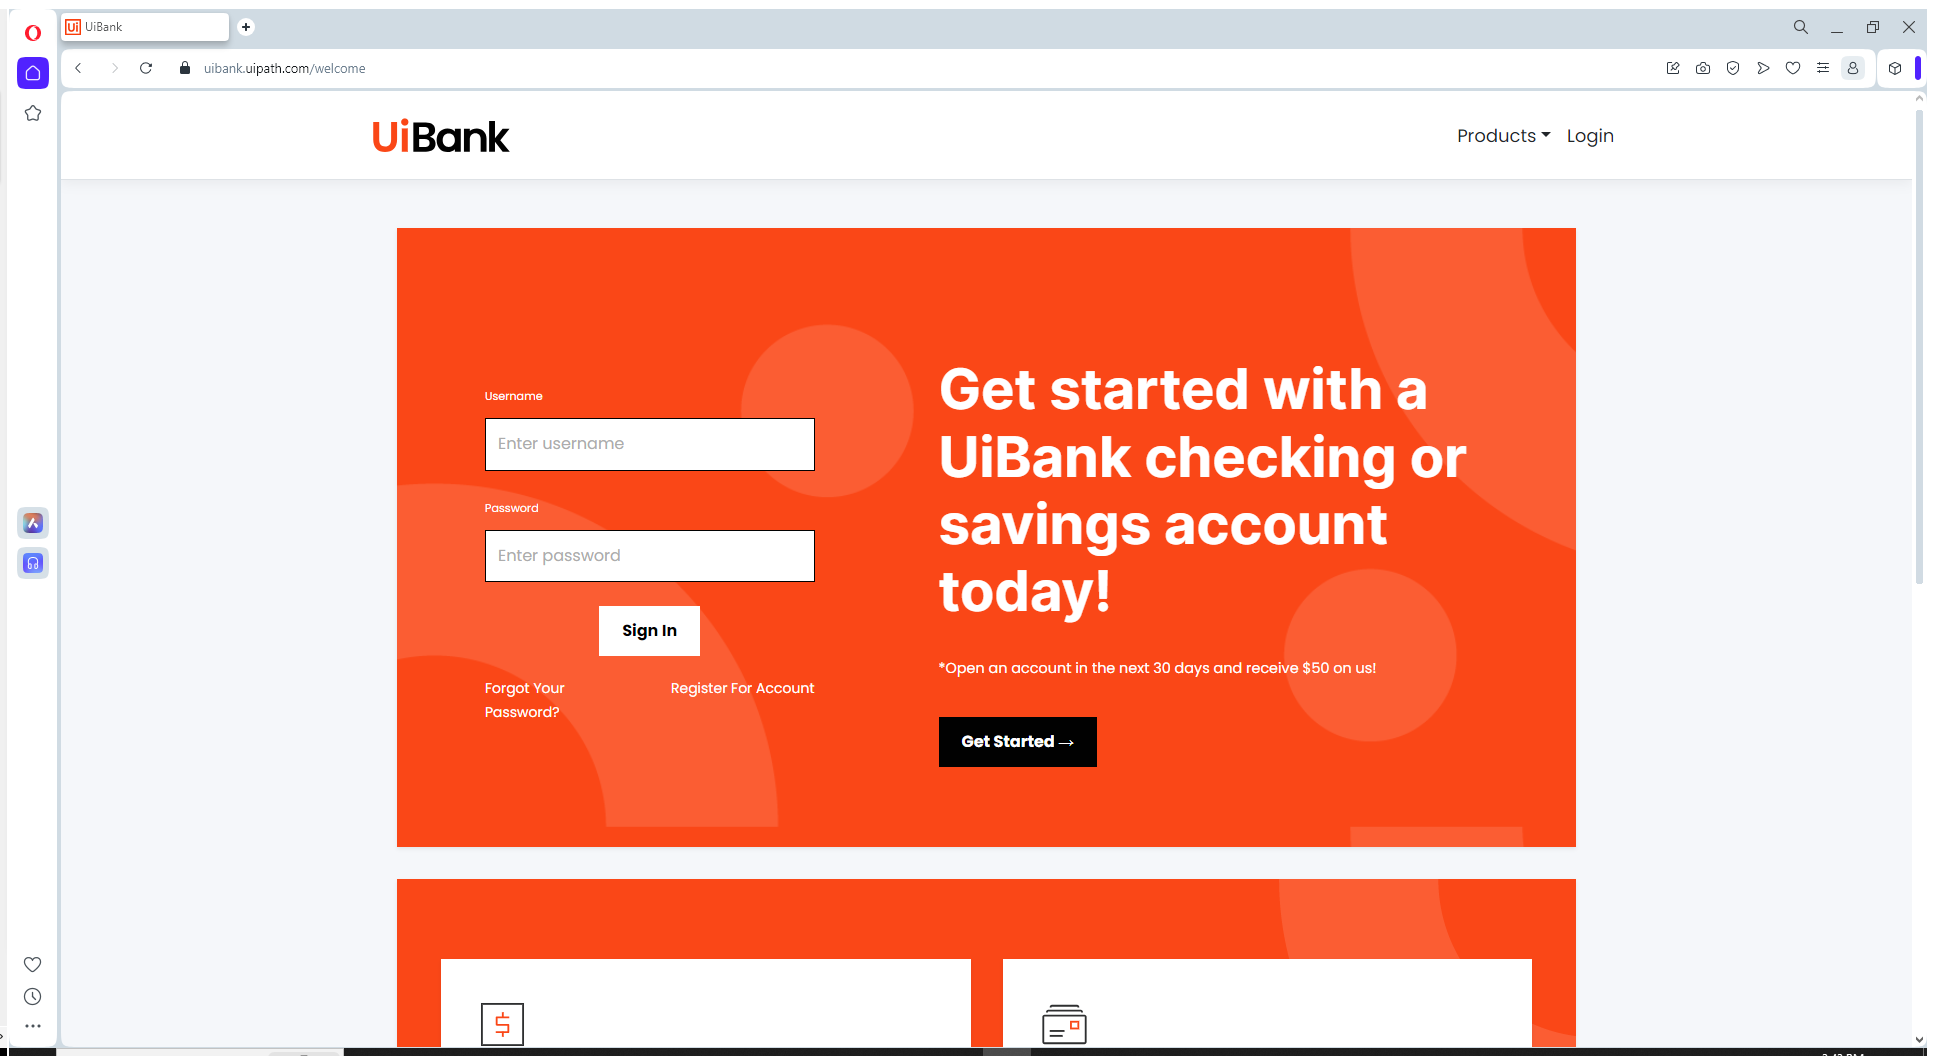 UiBank
uibank.uipath.com/welcome
UiBank
Products
Login
Username
Enter username
Password
Enter password
Sign In
Forgot Your
Password?
Register For Account
Get started with a
UiBank checking or
savings account
today!
*Open an account in the next 30 days and receive $50 on us!
Get Started →